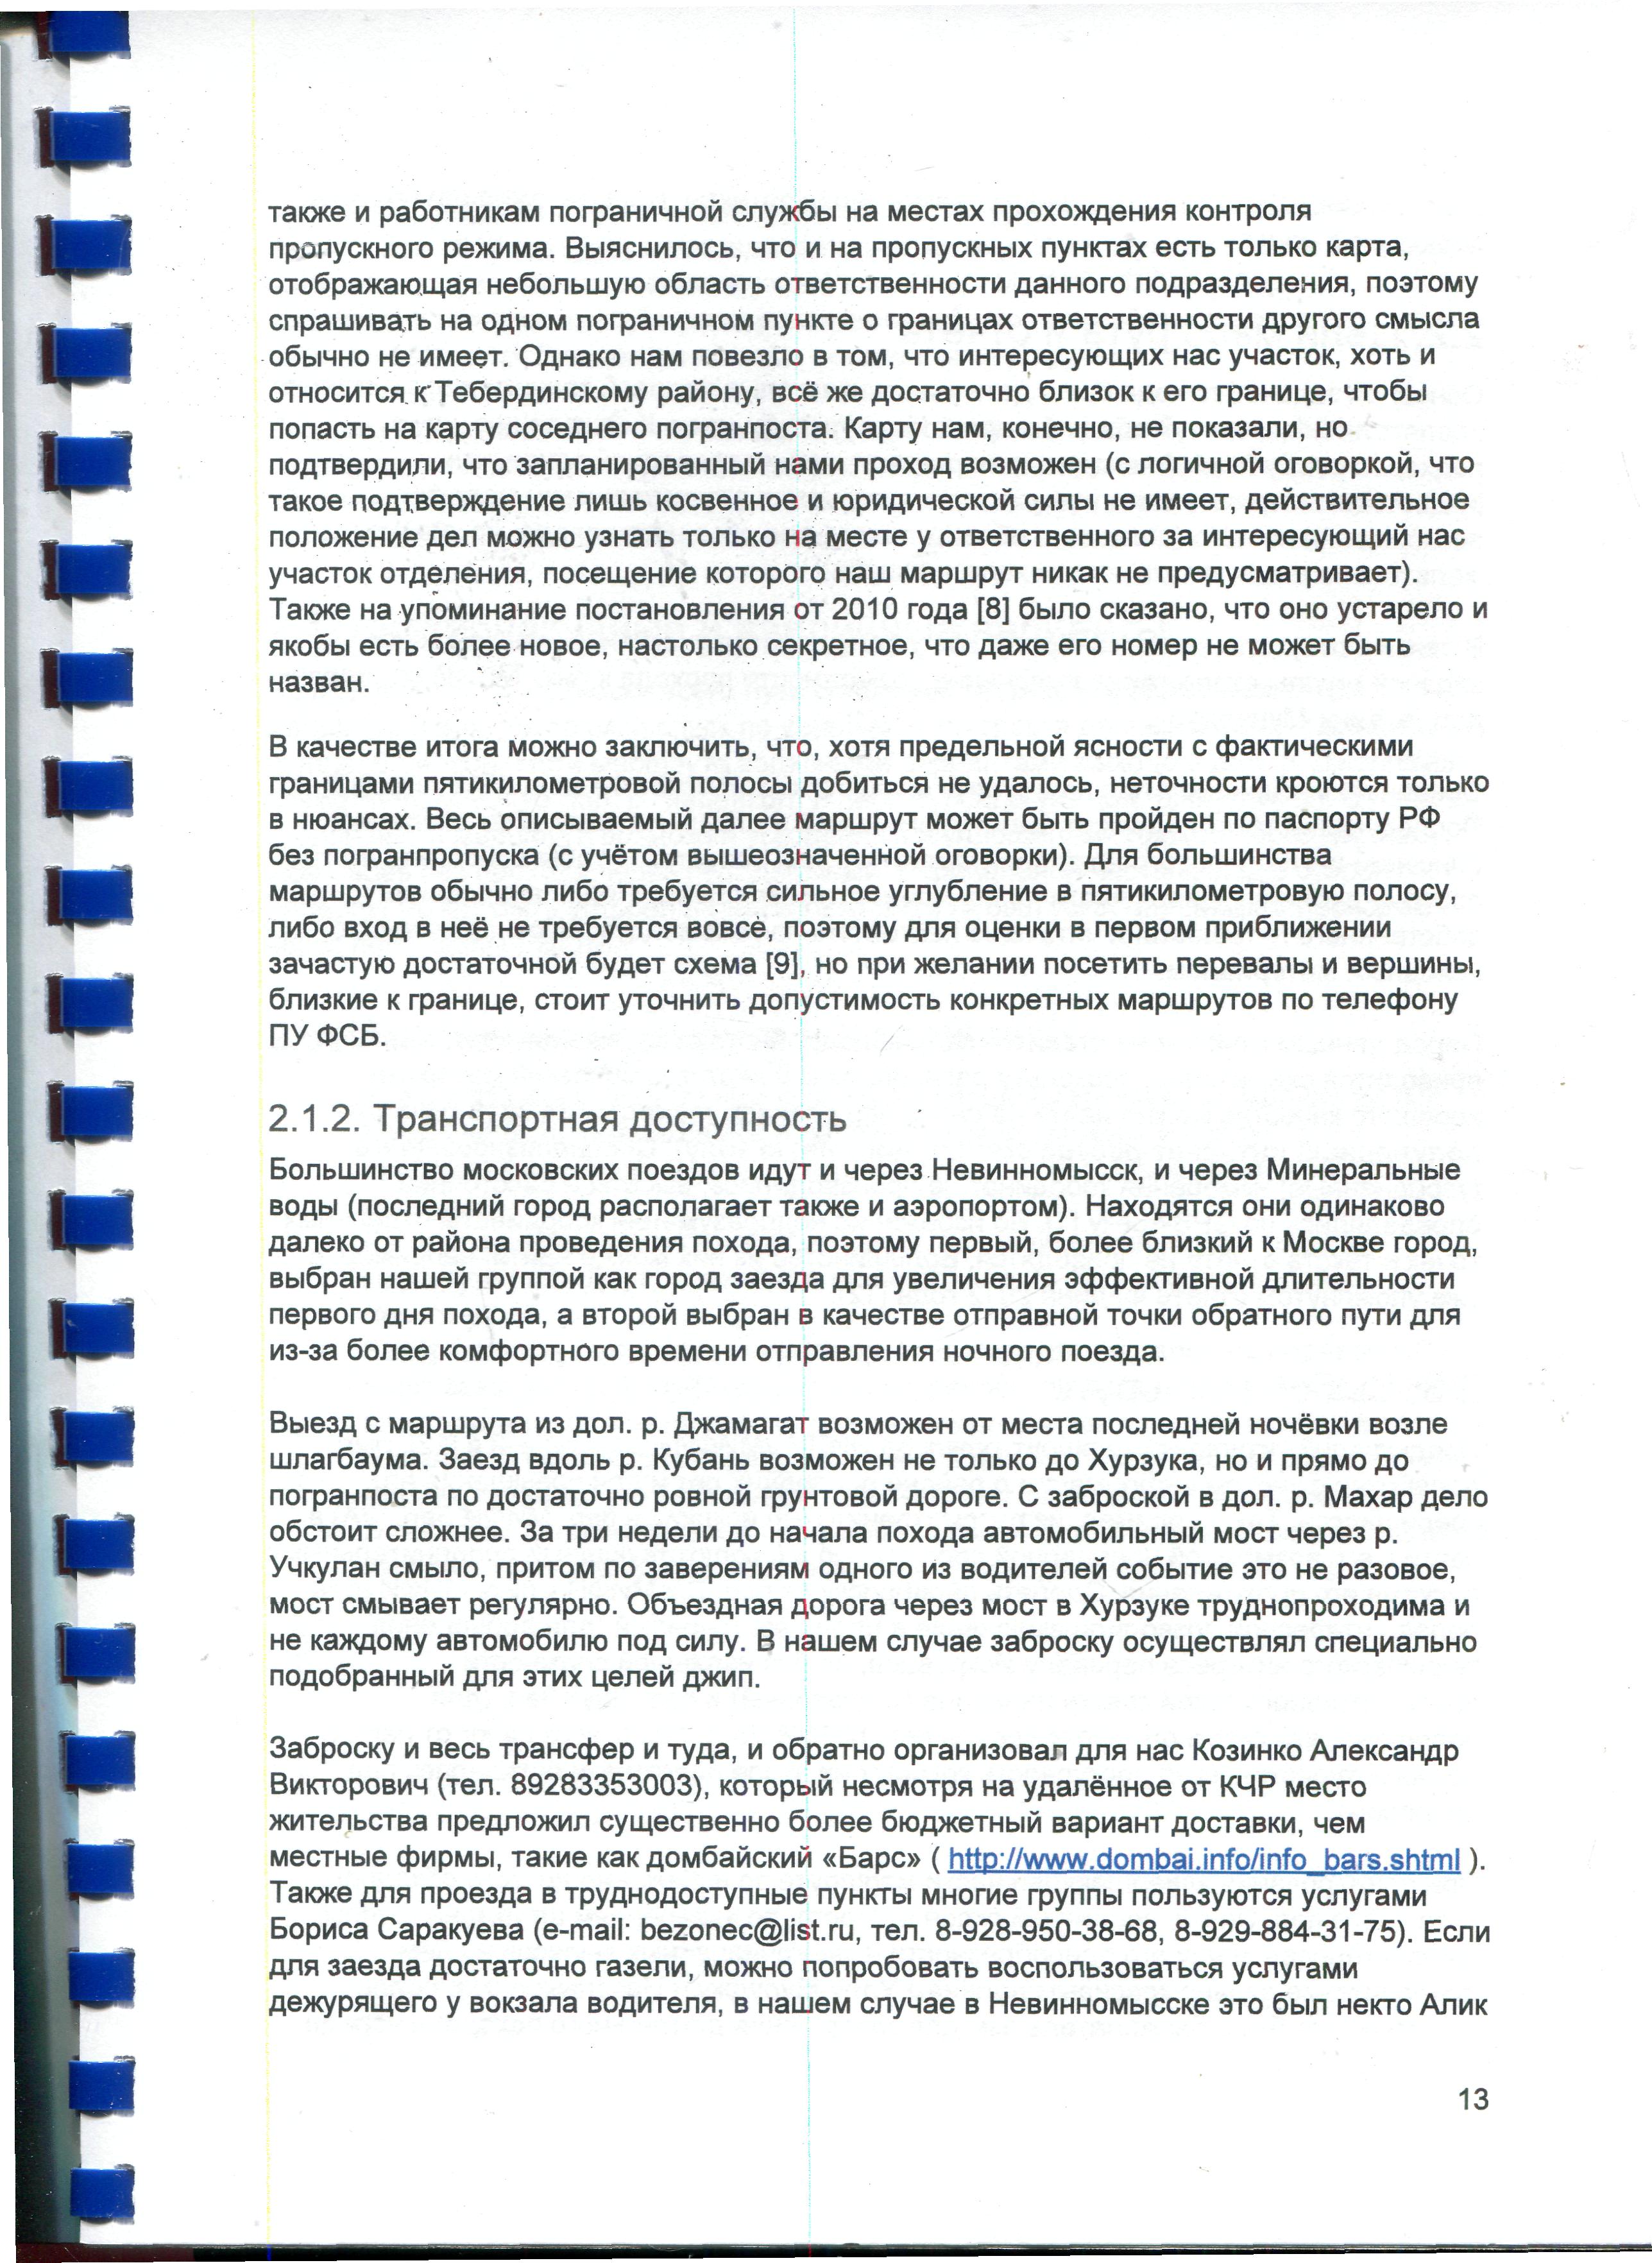 также и работникам пограничной службы на местах прохождения контроля
пропускного режима. Выяснилось, что и на пропускных пунктах есть только карта,
отображающая небольшую область ответственности данного подразделения, поэтому
спрашивать на одном пограничном пункте о границах ответственности другого смысла
обычно не имеет. Однако нам повезло в том, что интересующих нас участок, хоть и
относится к Тебердинскому району, всё же достаточно близок к его границе, чтобы
попасть на карту соседнего погранпоста. Карту нам, конечно, не показали, но
подтвердили, что запланированный нами проход возможен (с логичной оговоркой, что
такое подтверждение лишь косвенное и юридической силы не имеет, действительное
положение дел можно узнать только на месте у ответственного за интересующий нас
участок отделения, посещение которого наш маршрут никак не предусматривает).
Также на упоминание постановления от 2010 года [8] было сказано, что оно устарело и
якобы есть более новое, настолько секретное, что даже его номер не может быть
назван.
В качестве итога можно заключить, что, хотя предельной ясности с фактическими
границами пятикилометровой полосы добиться не удалось, неточности кроются только
в нюансах. Весь описываемый далее маршрут может быть пройден по паспорту РФ
без погранпропуска (с учётом вышеозначенной оговорки). Для большинства
маршрутов обычно либо требуется сильное углубление в пятикилометровую полосу,
либо вход в неё не требуется вовсе, поэтому для оценки в первом приближении
зачастую достаточной будет схема [9], но при желании посетить перевалы и вершины,
близкие к границе, стоит уточнить допустимость конкретных маршрутов по телефону
ПУ ФСБ.
2.1.2. Транспортная доступность
Большинство московских поездов идут и через Невинномысск, и через Минеральные
воды (последний город располагает также и аэропортом). Находятся они одинаково
далеко от района проведения похода, поэтому первый, более близкий к Москве город,
выбран нашей группой как город заезда для увеличения эффективной длительности
первого дня похода, а второй выбран в качестве отправной точки обратного пути для
из-за более комфортного времени отправления ночного поезда.
Выезд с маршрута из дол. р. Джамагат возможен от места последней ночёвки возле
шлагбаума. Заезд вдоль р. Кубань возможен не только до Хурзука, но и прямо до
погранпоста по достаточно ровной грунтовой дороге. С заброской в дол. р. Махар дело
обстоит сложнее. За три недели до начала похода автомобильный мост через р.
Учкулан смыло, притом по заверениям одного из водителей событие это не разовое,
мост смывает регулярно. Объездная дорога через мост в Хурзуке труднопроходима и
не каждому автомобилю под силу. В нашем случае заброску осуществлял специально
подобранный для этих целей джип.
Заброску и весь трансфер и туда, и обратно организовал для нас Козинко Александр
Викторович (тел. 89283353003), который несмотря на удалённое от КЧР место
жительства предложил существенно более бюджетный вариант доставки, чем
местные фирмы, такие как домбайский «Барс» ( http://www.dombai.info/info_bars.shtml ).
Также для проезда в труднодоступные пункты многие группы пользуются услугами
Бориса Саракуева (e-mail: bezonec@list.ru, тел. 8-928-950-38-68, 8-929-884-31-75). Если
для заезда достаточно газели, можно попробовать воспользоваться услугами
дежурящего у вокзала водителя, в нашем случае в Невинномысске это был некто Алик
13